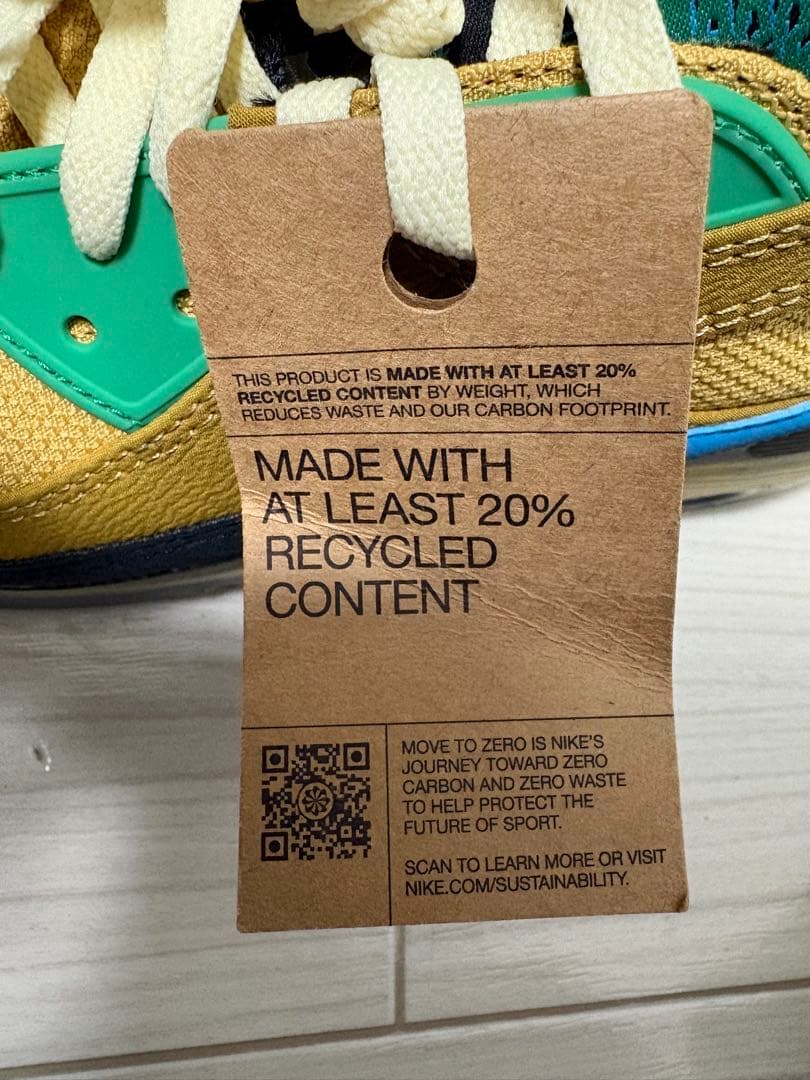 THIS PRODUCT IS MADE WITH AT LEAST 20%
RECYCLED CONTENT BY WEIGHT, WHICH
REDUCES WASTE AND OUR CARBON FOOTPRINT.
MADE WITH
AT LEAST 20%
RECYCLED
CONTENT
MOVE TO ZERO IS NIKE'S
JOURNEY TOWARD ZERO
CARBON AND ZERO WASTE
TO HELP PROTECT THE
FUTURE OF SPORT.
SCAN TO LEARN MORE OR VISIT
NIKE.COM/SUSTAINABILITY.